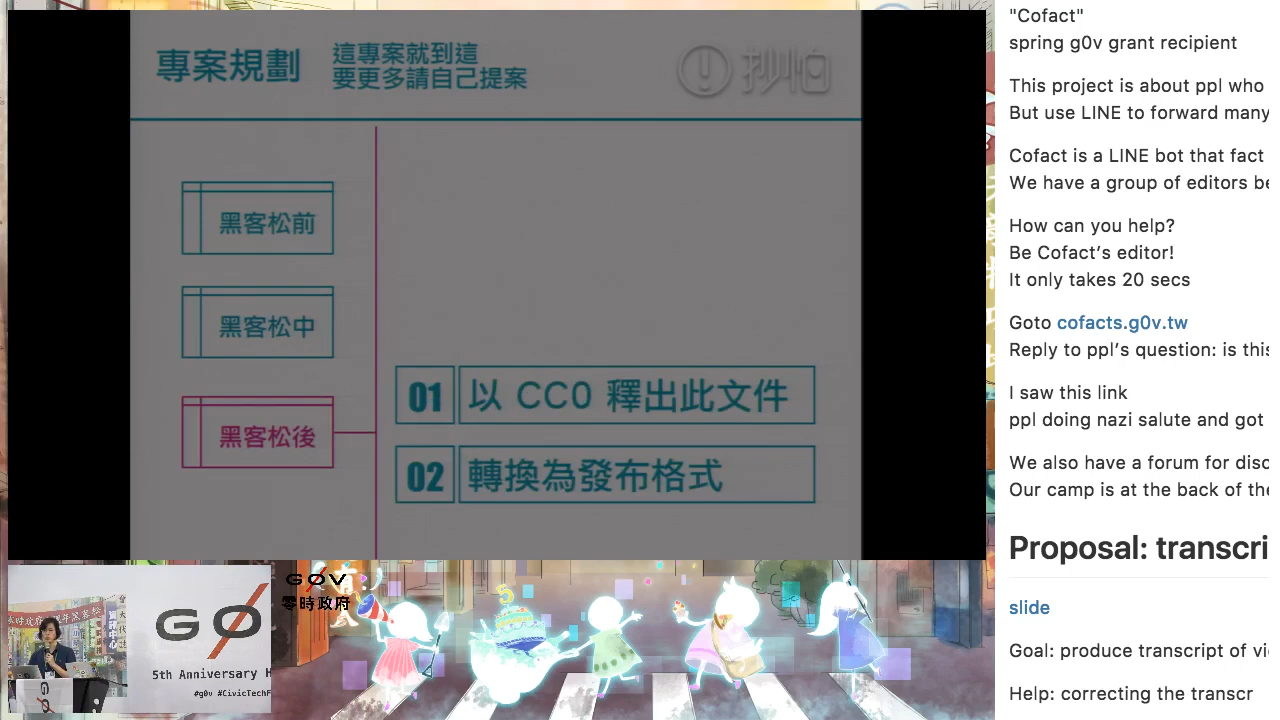 專案規劃
這專案就到這
要更多請自己提案
抄怕
黑客松前
黑客松中
黑客松後
01 以 CC0 釋出此文件
02 轉換為發布格式
G0V
5th Anniversary H
#g0v #CivicTechF
G0V
零時政府
"Cofact"
spring g0v grant recipient
This project is about ppl who
But use LINE to forward many
Cofact is a LINE bot that fact
We have a group of editors be
How can you help?
Be Cofact’s editor!
It only takes 20 secs
Goto cofacts.g0v.tw
Reply to ppl’s question: is this
I saw this link
ppl doing nazi salute and got
We also have a forum for disc
Our camp is at the back of the
Proposal: transcri
slide
Goal: produce transcript of vi
Help: correcting the transcr